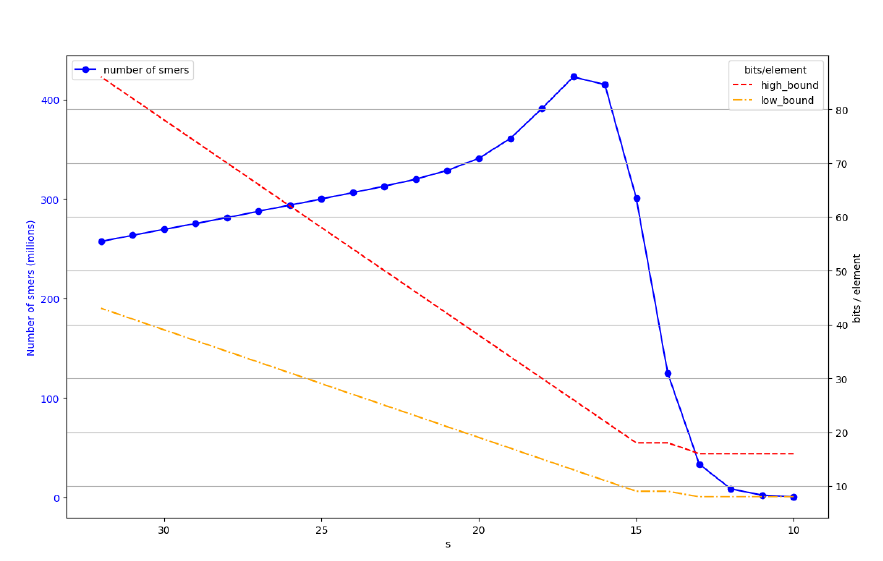 number of smers
bits/element
high_bound
low_bound
400
300
200
100
0
Number of smers (millions)
80
70
60
50
40
30
20
10
bits / element
30
25
20
15
10
s